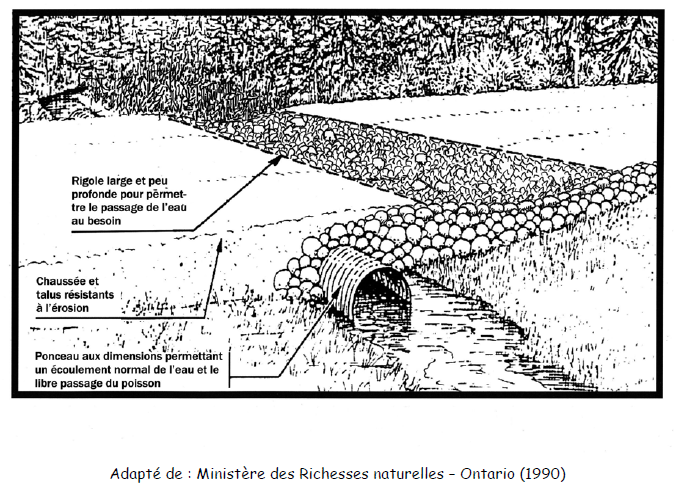 Rigole large et peu
profonde pour permet-
tre le passage de l'eau
au besoin
Chaussée et
talus résistants
à l'érosion
Ponceau aux dimensions permettant
un écoulement normal de l'eau et le
libre passage du poisson
Adapté de : Ministère des Richesses naturelles – Ontario (1990)